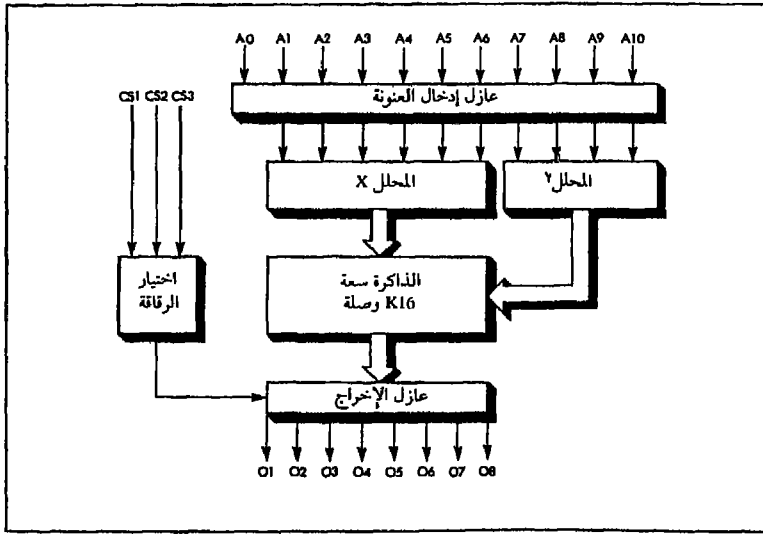 A0 A1 A2 A3 A4 A5 A6 A7 A8 A9 A10
CS1 CS2 CS3
عازل إدخال العنونة
المحلل X
المحلل ٢
اختيار
الرقاقة
الذاكرة سعة
K16 وصلة
عازل الإخراج
O1 O2 O3 O4 O5 O6 O7 O8